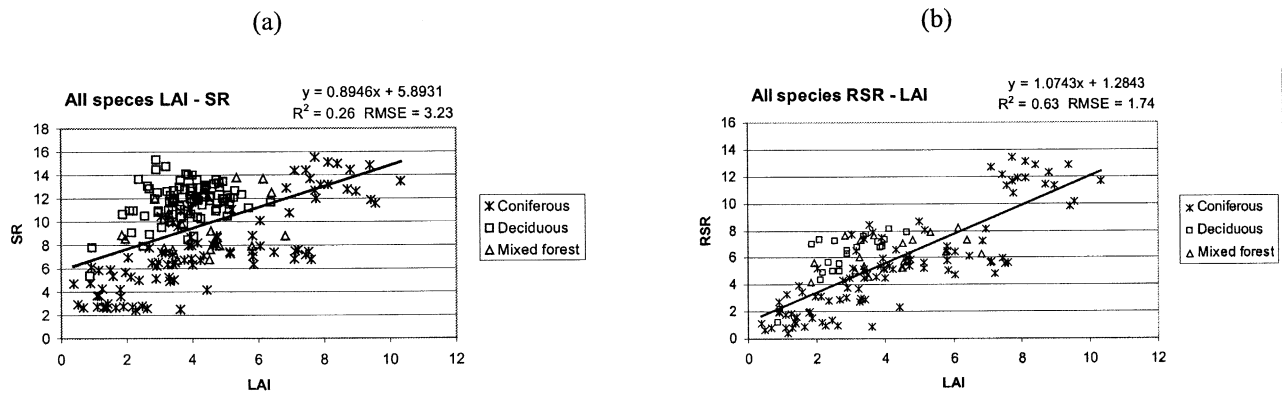 (a)
All speces LAI - SR
y = 0.8946x + 5.8931
R² = 0.26 RMSE = 3.23
18
16
14
12
10
8
6
4
2
0
SR
0 2 4 6 8 10 12
LAI
Coniferous
Deciduous
Mixed forest
(b)
All species RSR - LAI
y = 1.0743x + 1.2843
R² = 0.63 RMSE = 1.74
16
14
12
10
8
6
4
2
0
RSR
0 2 4 6 8 10 12
LAI
Coniferous
Deciduous
Mixed forest